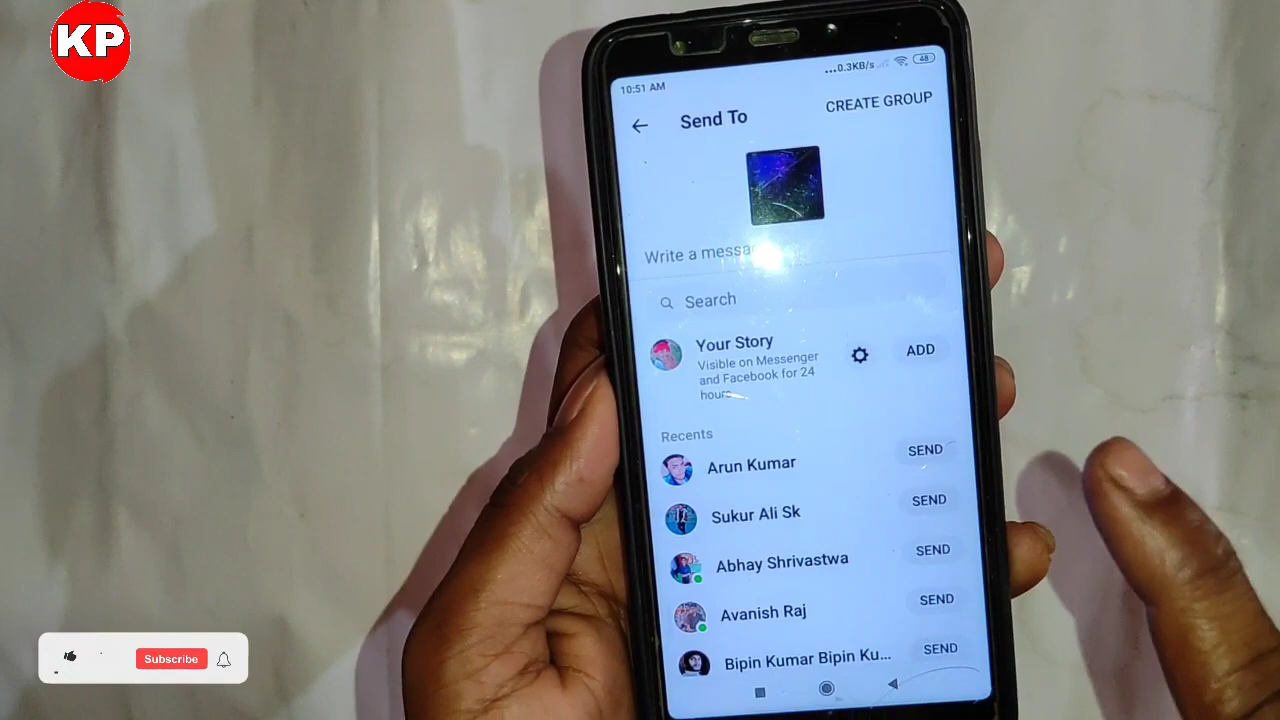 KP
10:51 AM
...0.3KB/s
48
Send To
CREATE GROUP
Write a messa
Search
Your Story
Visible on Messenger
and Facebook for 24
hours
ADD
Recents
Arun Kumar
SEND
Sukur Ali Sk
SEND
Abhay Shrivastwa
SEND
Avanish Raj
SEND
Bipin Kumar Bipin Ku...
SEND
Subscribe